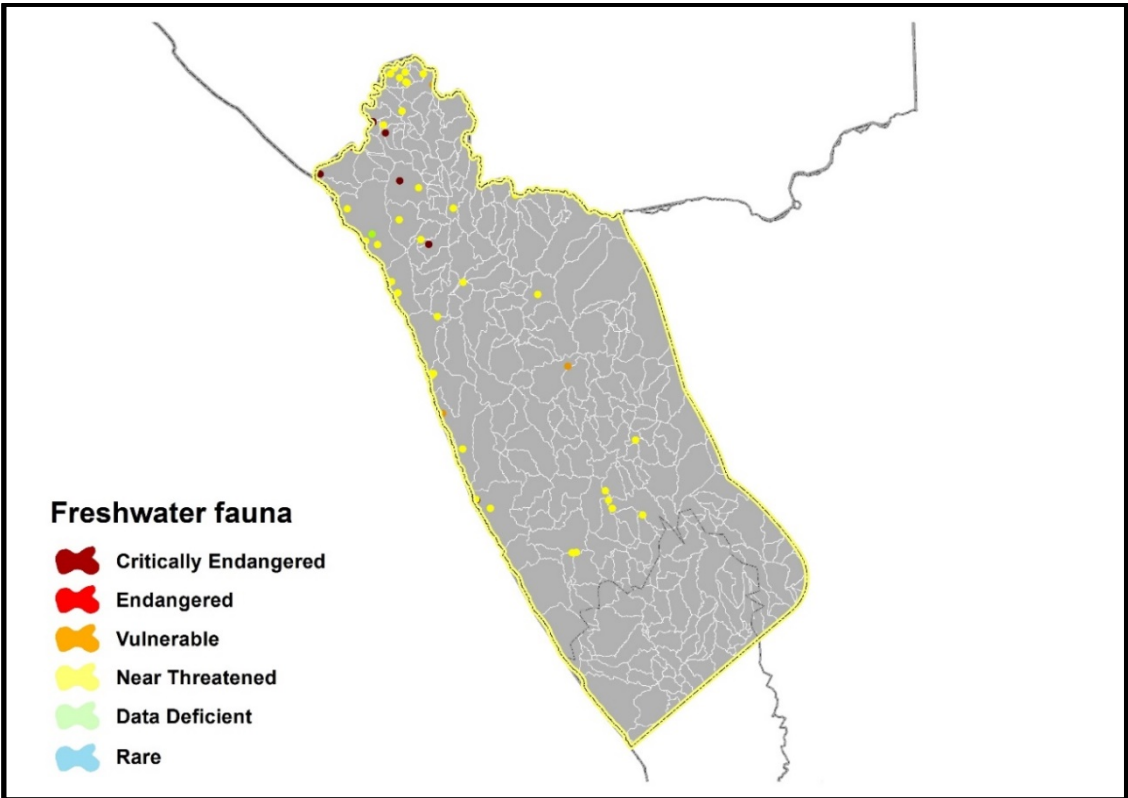 Freshwater fauna
Critically Endangered
Endangered
Vulnerable
Near Threatened
Data Deficient
Rare